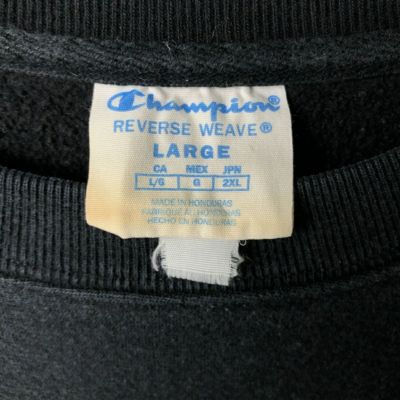 Champion®
REVERSE WEAVE®
LARGE
CA MEX JPN
L/G G 2XL
MADE IN HONDURAS
FABRIQUÉ AU HONDURAS
HECHO EN HONDURAS